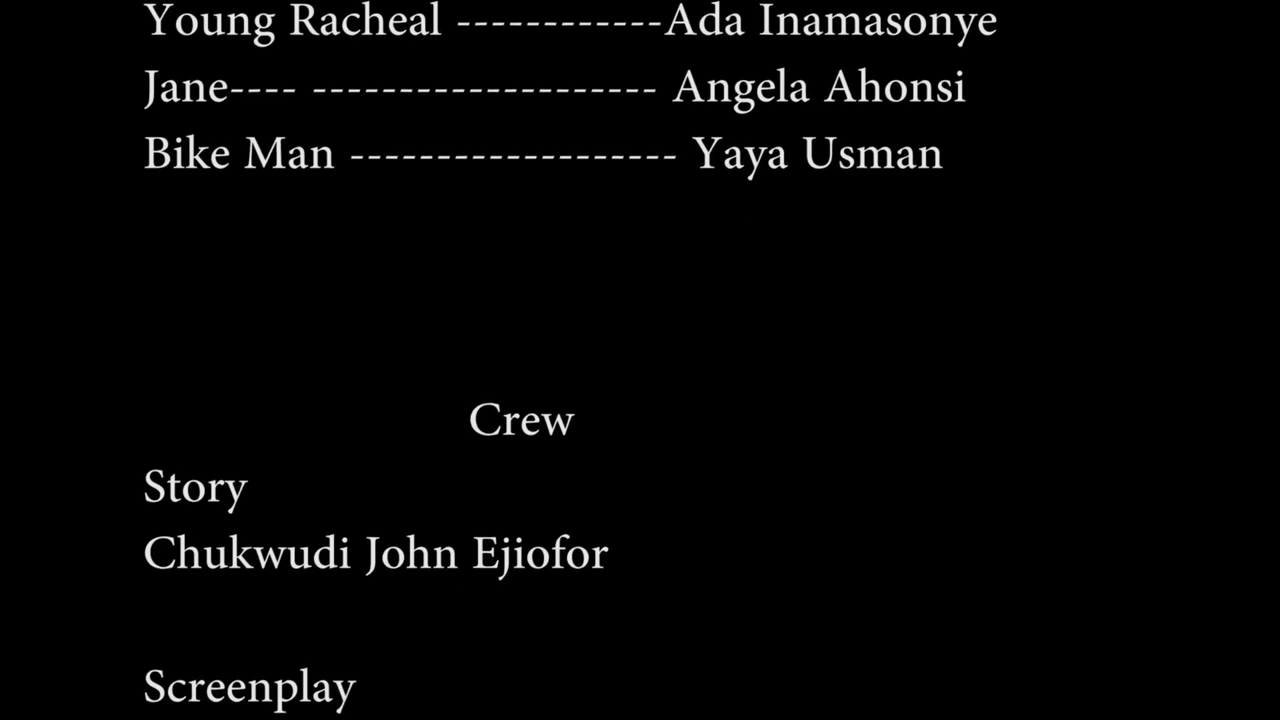 Young Racheal ------------Ada Inamasonye
Jane---- -------------------- Angela Ahonsi
Bike Man ------------------- Yaya Usman
Crew
Story
Chukwudi John Ejiofor
Screenplay